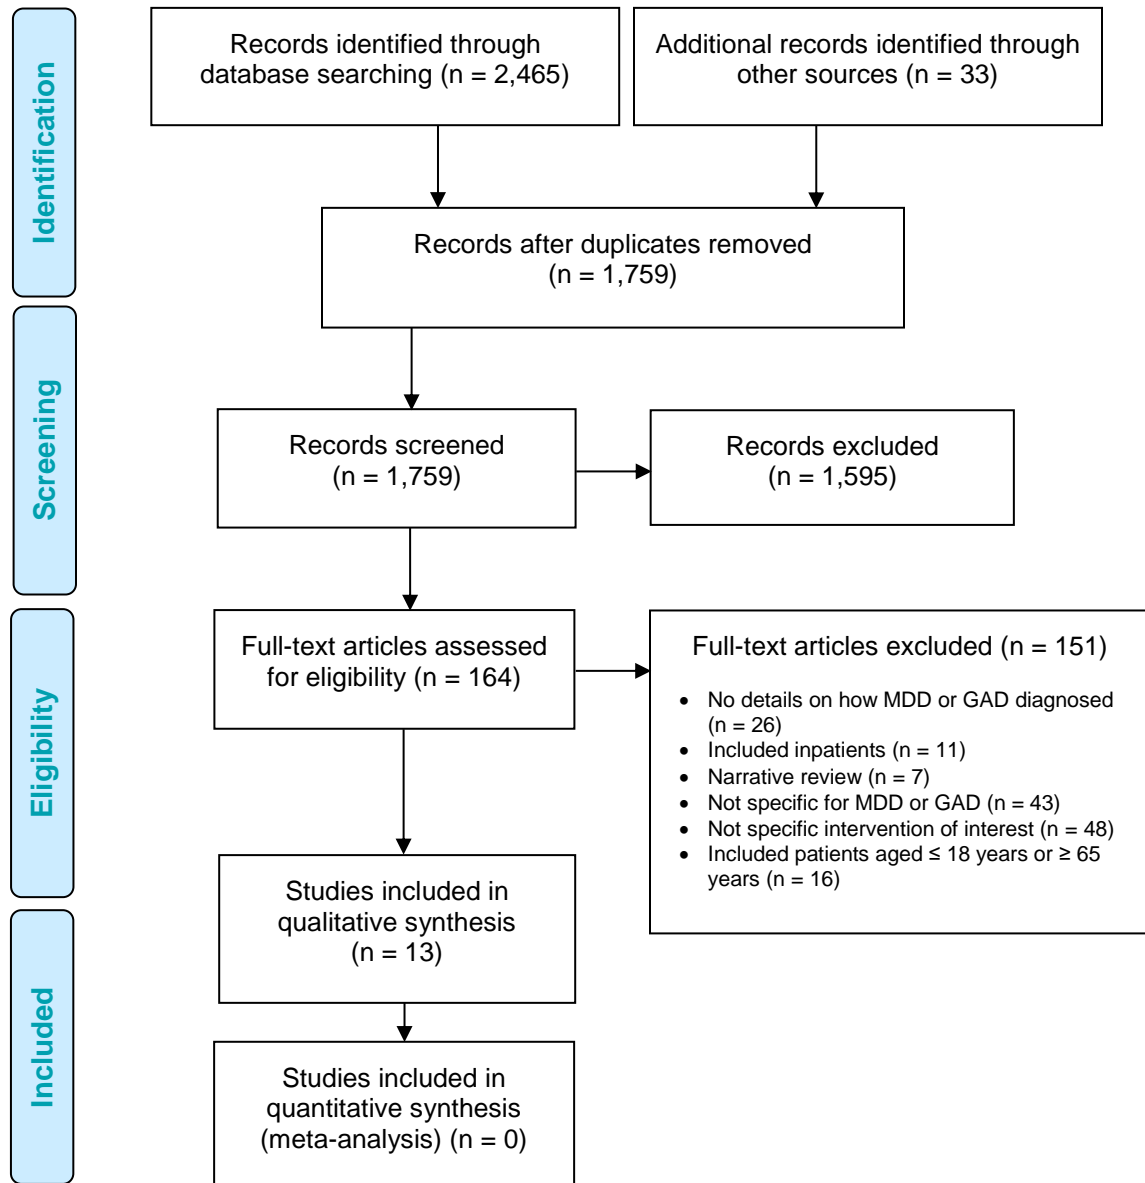 Identification
Records identified through
database searching (n = 2,465)
Additional records identified through
other sources (n = 33)
Records after duplicates removed
(n = 1,759)
Screening
Records screened
(n = 1,759)
Records excluded
(n = 1,595)
Eligibility
Full-text articles assessed
for eligibility (n = 164)
Full-text articles excluded (n = 151)
• No details on how MDD or GAD diagnosed
(n = 26)
• Included inpatients (n = 11)
• Narrative review (n = 7)
• Not specific for MDD or GAD (n = 43)
• Not specific intervention of interest (n = 48)
• Included patients aged ≤ 18 years or ≥ 65
years (n = 16)
Included
Studies included in
qualitative synthesis
(n = 13)
Studies included in
quantitative synthesis
(meta-analysis) (n = 0)